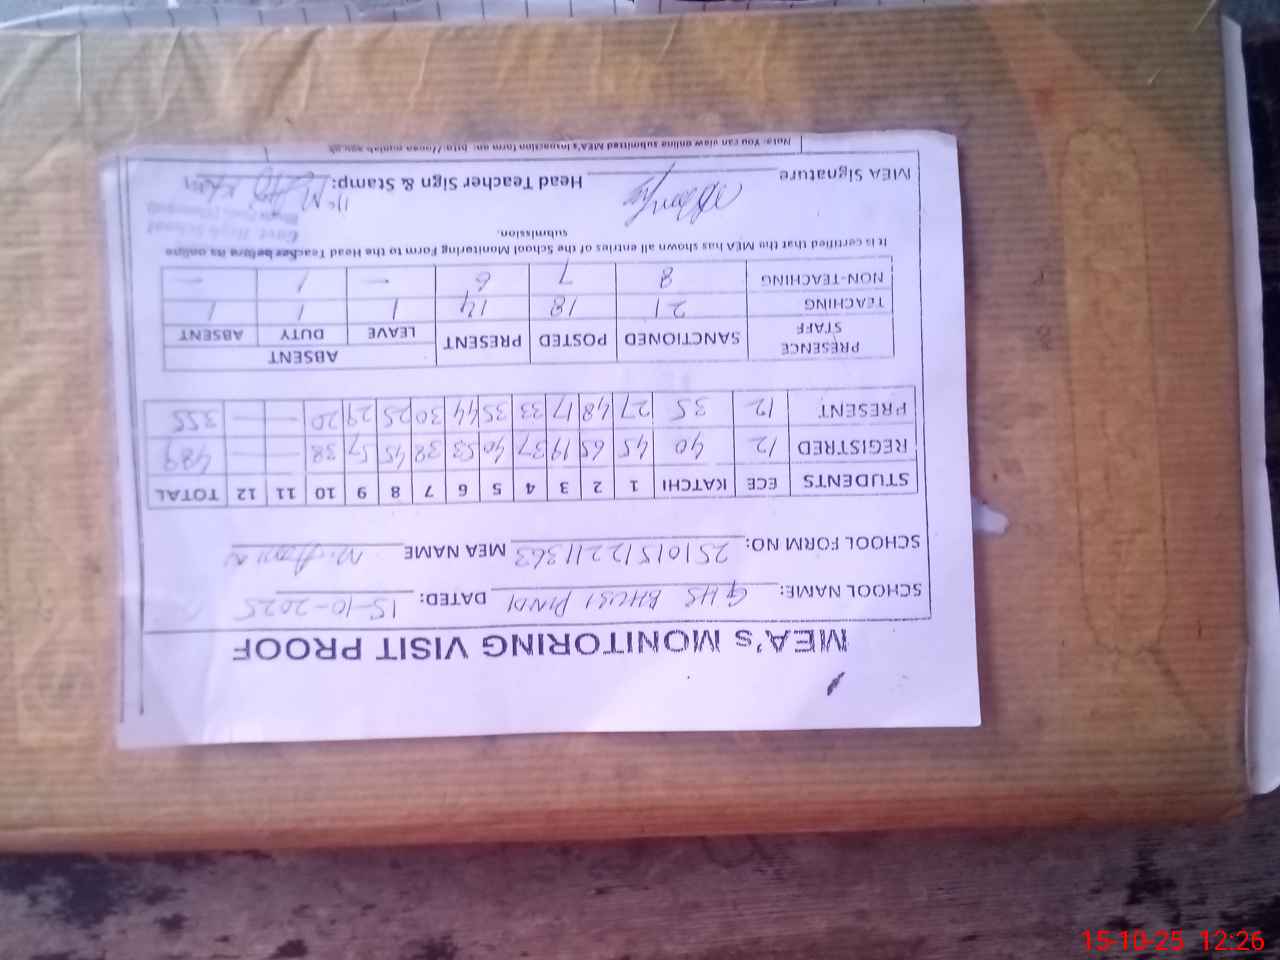 MEA's MONITORING VISIT PROOF
SCHOOL NAME: GHS BHUSI PINDI DATED: 15-10-2025
SCHOOL FORM NO: 25101512211363 MEA NAME
STUDENTS ECE KATCHI 1 2 3 4 5 6 7 8 9 10 11 12 TOTAL
REGISTRED 12 40 45 65 19 37 40 53 38 45 57 38 — — 489
PRESENT 12 35 27 48 17 33 35 44 30 25 29 20 — — 355
PRESENCE STAFF SANCTIONED POSTED PRESENT ABSENT
LEAVE DUTY ABSENT
TEACHING 21 18 14 1 1 1
NON-TEACHING 8 7 6 — 1 —
It is certified that the MEA has shown all entries of the School Monitoring Form to the Head Teacher before its online
submission.
Govt. High School
MEA Signature Head Teacher Sign & Stamp:
Note: You can view online submitted MEA's Inspection form on:
15-10-25 12:26